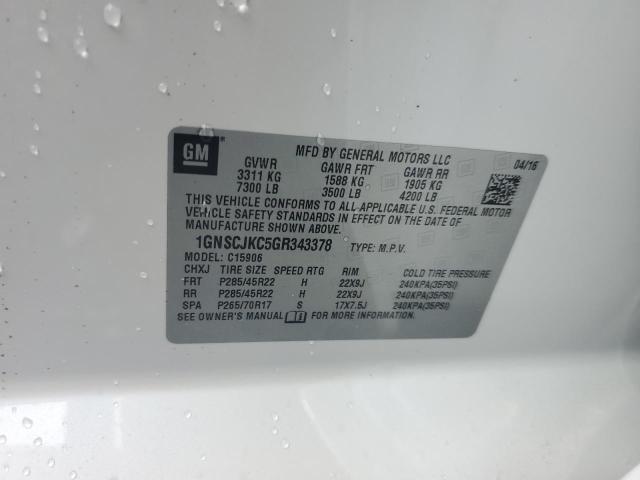 GM
MFD BY GENERAL MOTORS LLC 04/16
GVWR GAWR FRT GAWR RR
3311 KG 1588 KG 1905 KG
7300 LB 3500 LB 4200 LB
THIS VEHICLE CONFORMS TO ALL APPLICABLE U.S. FEDERAL MOTOR
VEHICLE SAFETY STANDARDS IN EFFECT ON THE DATE OF
MANUFACTURE SHOWN ABOVE.
1GNSCJKC5GR343378 TYPE: M.P.V.
MODEL: C15906
CHXJ TIRE SIZE SPEED RTG RIM COLD TIRE PRESSURE
FRT P285/45R22 H 22X9J 240KPA(35PSI)
RR P285/45R22 H 22X9J 240KPA(35PSI)
SPA P265/70R17 S 17X7.5J 240KPA(35PSI)
SEE OWNER'S MANUAL FOR MORE INFORMATION.